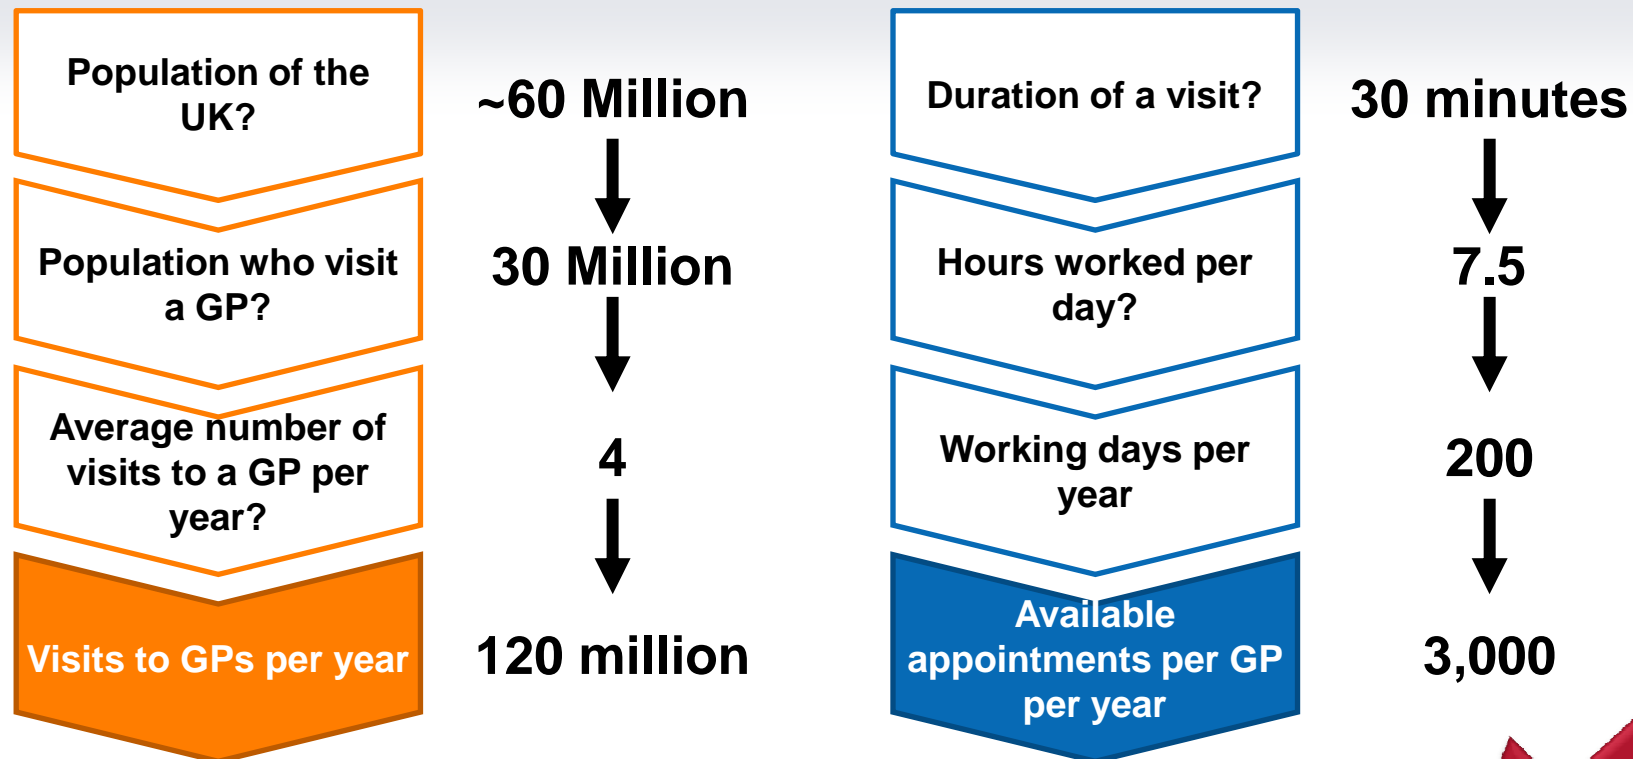 Population of the
UK?
~60 Million
Population who visit
a GP?
30 Million
Average number of
visits to a GP per
year?
4
Visits to GPs per year
120 million
Duration of a visit?
30 minutes
Hours worked per
day?
7.5
Working days per
year
200
Available
appointments per GP
per year
3,000